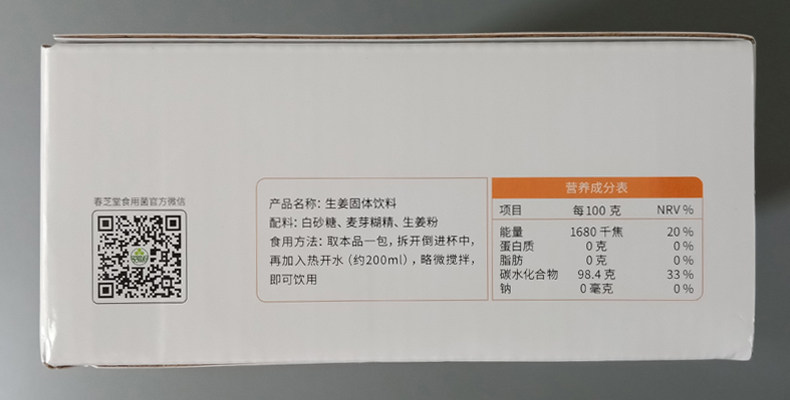 春芝堂食用菌官方微信
产品名称：生姜固体饮料
配料：白砂糖、麦芽糊精、生姜粉
食用方法：取本品一包，拆开倒进杯中，
再加入热开水（约200ml），略微搅拌，
即可饮用
营养成分表
项目 每100 克 NRV %
能量 1680 千焦 20 %
蛋白质 0 克 0 %
脂肪 0 克 0 %
碳水化合物 98.4 克 33 %
钠 0 毫克 0 %